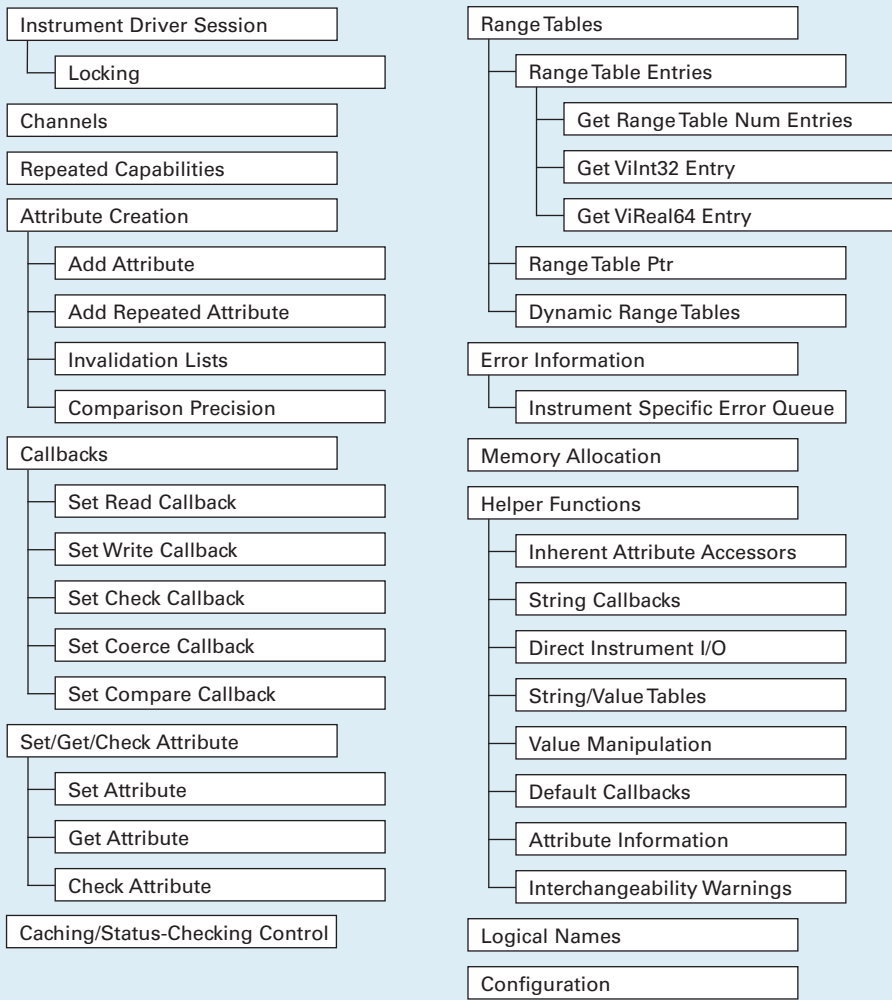 Instrument Driver Session
Locking
Channels
Repeated Capabilities
Attribute Creation
Add Attribute
Add Repeated Attribute
Invalidation Lists
Comparison Precision
Callbacks
Set Read Callback
Set Write Callback
Set Check Callback
Set Coerce Callback
Set Compare Callback
Set/Get/Check Attribute
Set Attribute
Get Attribute
Check Attribute
Caching/Status-Checking Control
Range Tables
Range Table Entries
Get Range Table Num Entries
Get ViInt32 Entry
Get ViReal64 Entry
Range Table Ptr
Dynamic Range Tables
Error Information
Instrument Specific Error Queue
Memory Allocation
Helper Functions
Inherent Attribute Accessors
String Callbacks
Direct Instrument I/O
String/Value Tables
Value Manipulation
Default Callbacks
Attribute Information
Interchangeability Warnings
Logical Names
Configuration